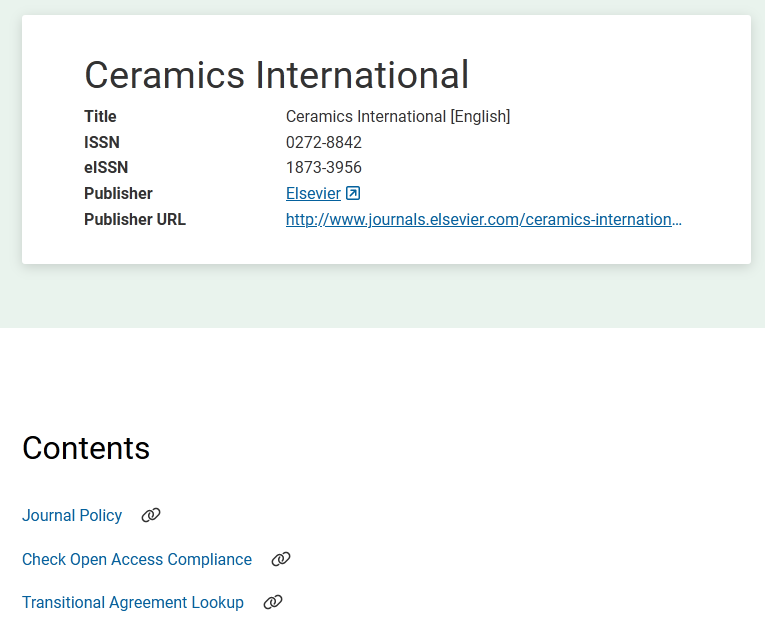 Ceramics International
Title Ceramics International [English]
ISSN 0272-8842
eISSN 1873-3956
Publisher Elsevier
Publisher URL http://www.journals.elsevier.com/ceramics-internation…
Contents
Journal Policy
Check Open Access Compliance
Transitional Agreement Lookup